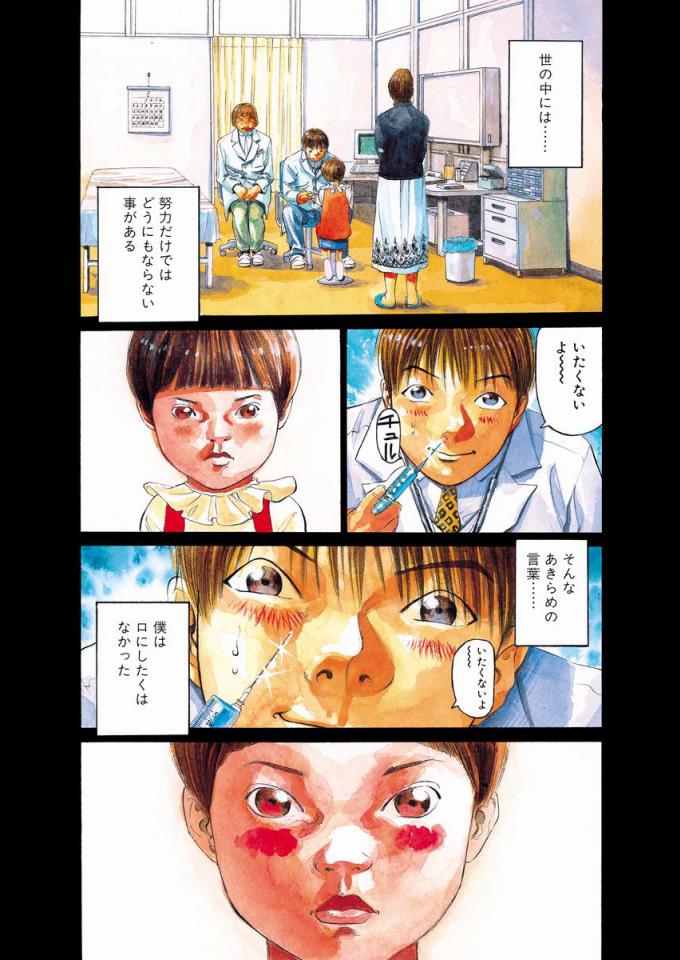 世の中には……
努力だけでは
どうにもならない
事がある
いたくない
よ〜〜〜
チュル
そんな
あきらめの
言葉……
いたくないよ
〜〜〜
僕は
口にしたくは
なかった